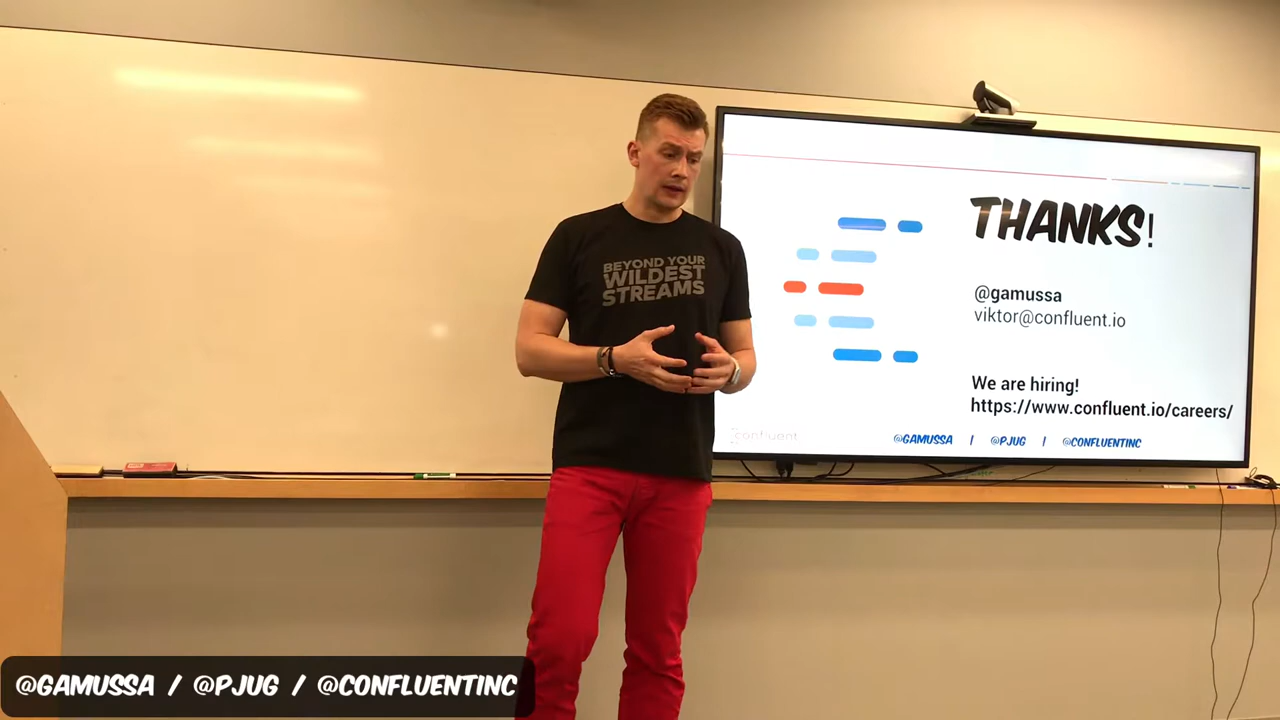 BEYOND YOUR
WILDEST
STREAMS
THANKS!
@gamussa
viktor@confluent.io
We are hiring!
https://www.confluent.io/careers/
confluent
@GAMUSSA / @PJUG / @CONFLUENTINC
@GAMUSSA / @PJUG / @CONFLUENTINC